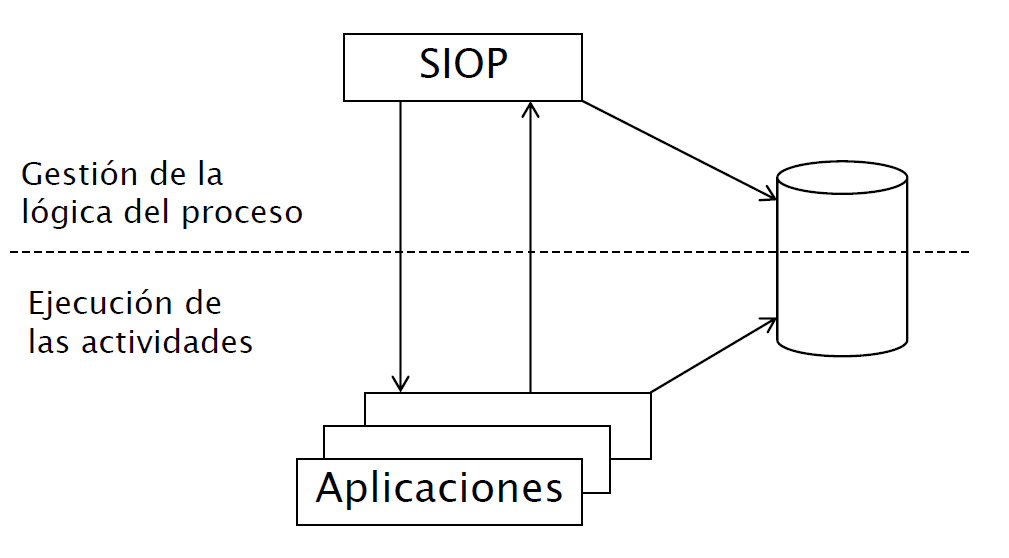 SIOP
Gestión de la
lógica del proceso
Ejecución de
las actividades
Aplicaciones